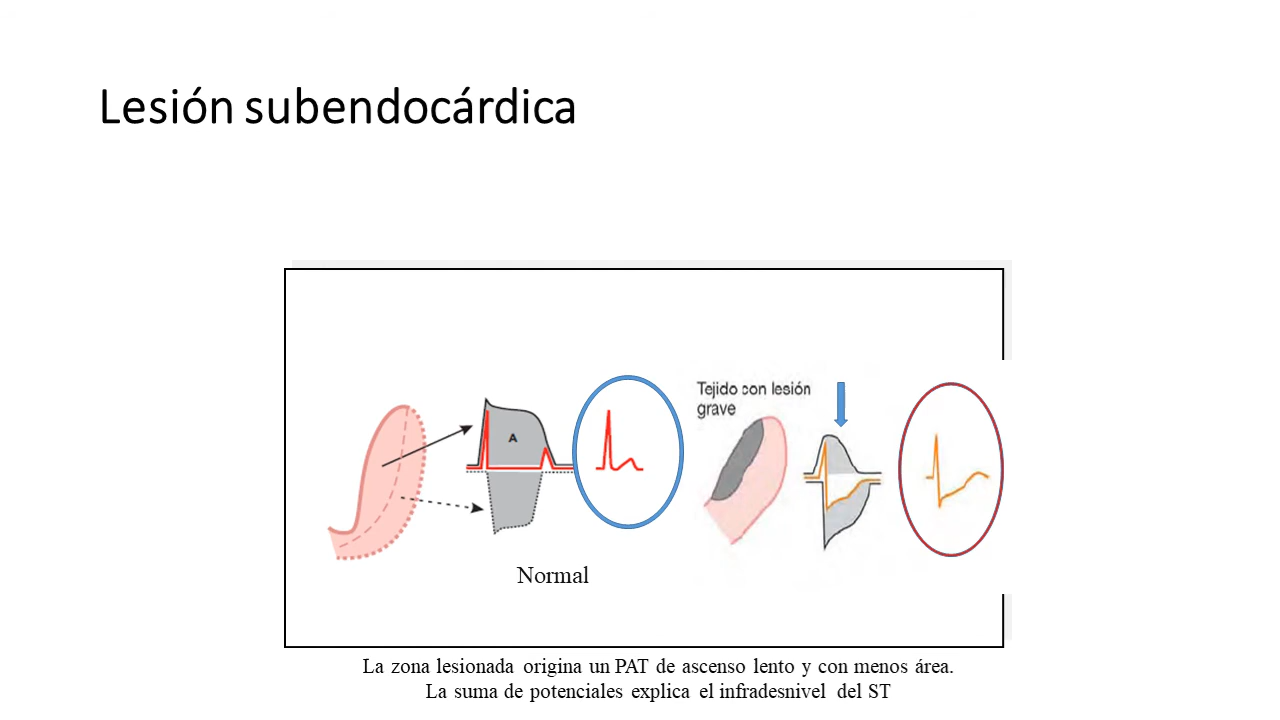 Lesión subendocárdica
Tejido con lesión
grave
A
Normal
La zona lesionada origina un PAT de ascenso lento y con menos área.
La suma de potenciales explica el infradesnivel del ST